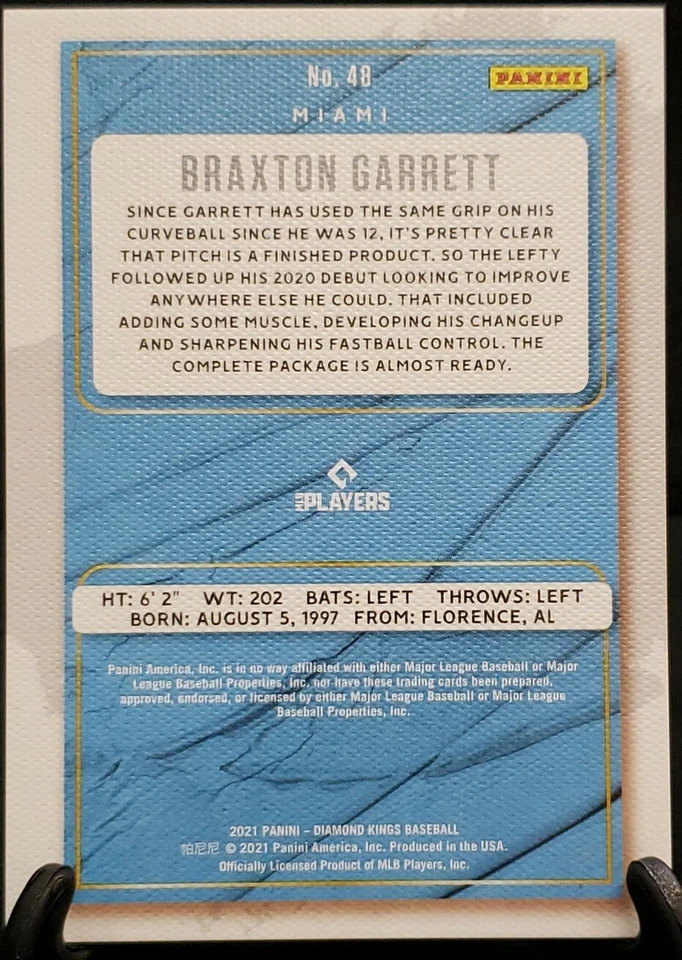 No. 48
PANINI
MIAMI
BRAXTON GARRETT
SINCE GARRETT HAS USED THE SAME GRIP ON HIS
CURVEBALL SINCE HE WAS 12, IT'S PRETTY CLEAR
THAT PITCH IS A FINISHED PRODUCT. SO THE LEFTY
FOLLOWED UP HIS 2020 DEBUT LOOKING TO IMPROVE
ANYWHERE ELSE HE COULD. THAT INCLUDED
ADDING SOME MUSCLE, DEVELOPING HIS CHANGEUP
AND SHARPENING HIS FASTBALL CONTROL. THE
COMPLETE PACKAGE IS ALMOST READY.
MLB PLAYERS
HT: 6' 2" WT: 202 BATS: LEFT THROWS: LEFT
BORN: AUGUST 5, 1997 FROM: FLORENCE, AL
Panini America, Inc. is in no way affiliated with either Major League Baseball or Major
League Baseball Properties, Inc. nor have these trading cards been prepared,
approved, endorsed, or licensed by either Major League Baseball or Major League
Baseball Properties, Inc.
2021 PANINI – DIAMOND KINGS BASEBALL
帕尼尼 © 2021 Panini America, Inc. Produced in the USA.
Officially Licensed Product of MLB Players, Inc.